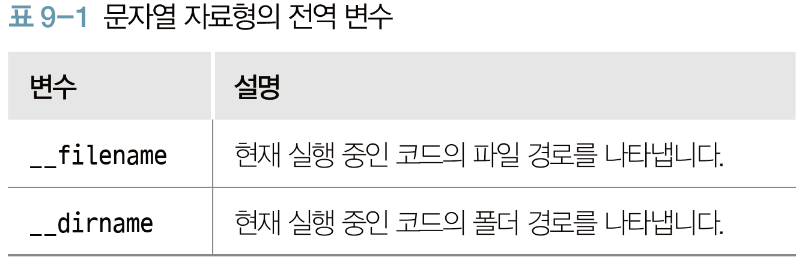 표 9-1 문자열 자료형의 전역 변수
변수 설명
__filename 현재 실행 중인 코드의 파일 경로를 나타냅니다.
__dirname 현재 실행 중인 코드의 폴더 경로를 나타냅니다.